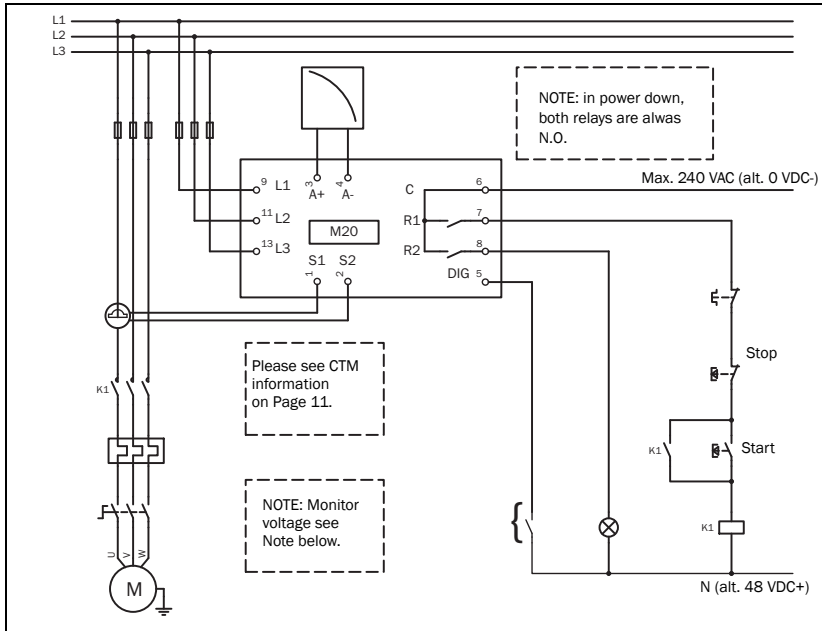 L1
L2
L3
NOTE: in power down,
both relays are alwas
N.O.
Max. 240 VAC (alt. 0 VDC-)
3
A+
4
A-
9 L1
11 L2
13 L3
M20
S1 S2
1 2
C 6
R1 7
R2 8
DIG 5
Please see CTM
information
on Page 11.
K1
Stop
K1
Start
NOTE: Monitor
voltage see
Note below.
{
K1
U V W
M
N (alt. 48 VDC+)